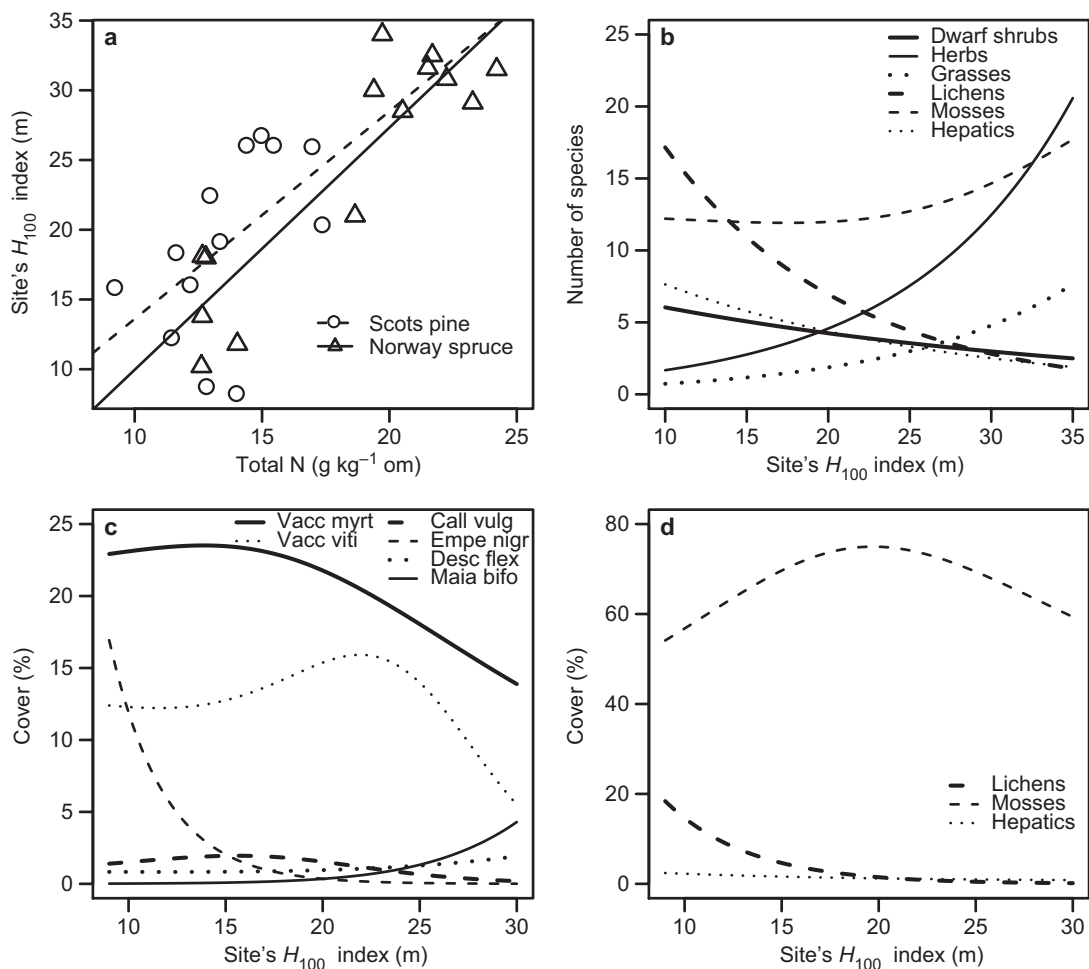 a
35
30
25
20
15
10
Site's H100 index (m)
Scots pine
Norway spruce
10 15 20 25
Total N (g kg–1 om)
b
Dwarf shrubs
Herbs
Grasses
Lichens
Mosses
Hepatics
25
20
15
10
5
0
Number of species
10 15 20 25 30 35
Site's H100 index (m)
c
Vacc myrt
Vacc viti
Call vulg
Empe nigr
Desc flex
Maia bifo
25
20
15
10
5
0
Cover (%)
10 15 20 25 30
Site's H100 index (m)
d
80
60
40
20
0
Cover (%)
Lichens
Mosses
Hepatics
10 15 20 25 30
Site's H100 index (m)